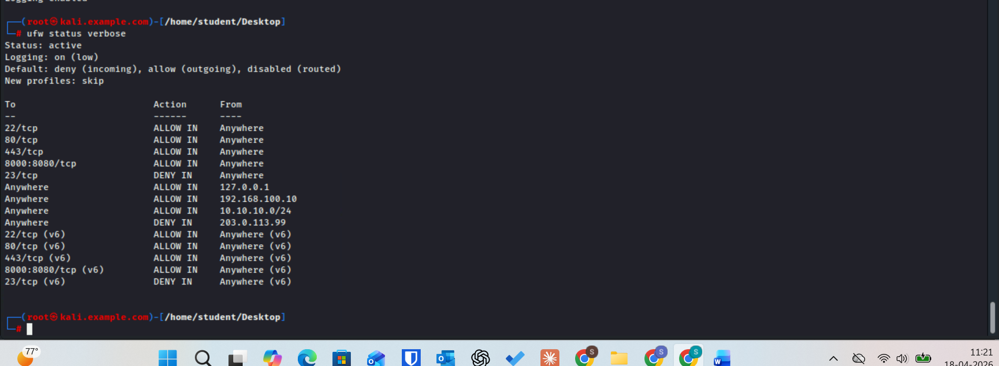 Logging enabled
(root㉿kali.example.com)-[/home/student/Desktop]
# ufw status verbose
Status: active
Logging: on (low)
Default: deny (incoming), allow (outgoing), disabled (routed)
New profiles: skip
To Action From
-- ------ ----
22/tcp ALLOW IN Anywhere
80/tcp ALLOW IN Anywhere
443/tcp ALLOW IN Anywhere
8000:8080/tcp ALLOW IN Anywhere
23/tcp DENY IN Anywhere
Anywhere ALLOW IN 127.0.0.1
Anywhere ALLOW IN 192.168.100.10
Anywhere ALLOW IN 10.10.10.0/24
Anywhere DENY IN 203.0.113.99
22/tcp (v6) ALLOW IN Anywhere (v6)
80/tcp (v6) ALLOW IN Anywhere (v6)
443/tcp (v6) ALLOW IN Anywhere (v6)
8000:8080/tcp (v6) ALLOW IN Anywhere (v6)
23/tcp (v6) DENY IN Anywhere (v6)
(root㉿kali.example.com)-[/home/student/Desktop]
#
77°
S S S
11:21
18-04-2026